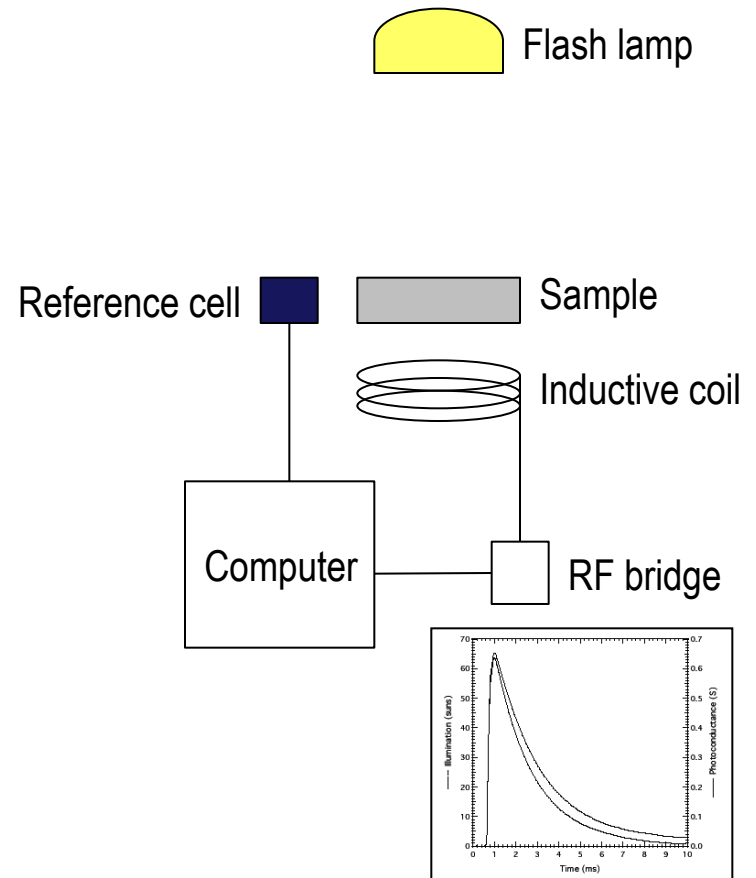 Flash lamp
Reference cell
Sample
Inductive coil
Computer
RF bridge
70
60
50
40
30
20
10
0
Illumination (suns)
0.7
0.6
0.5
0.4
0.3
0.2
0.1
0.0
Photoconductance (S)
0 1 2 3 4 5 6 7 8 9 10
Time (ms)